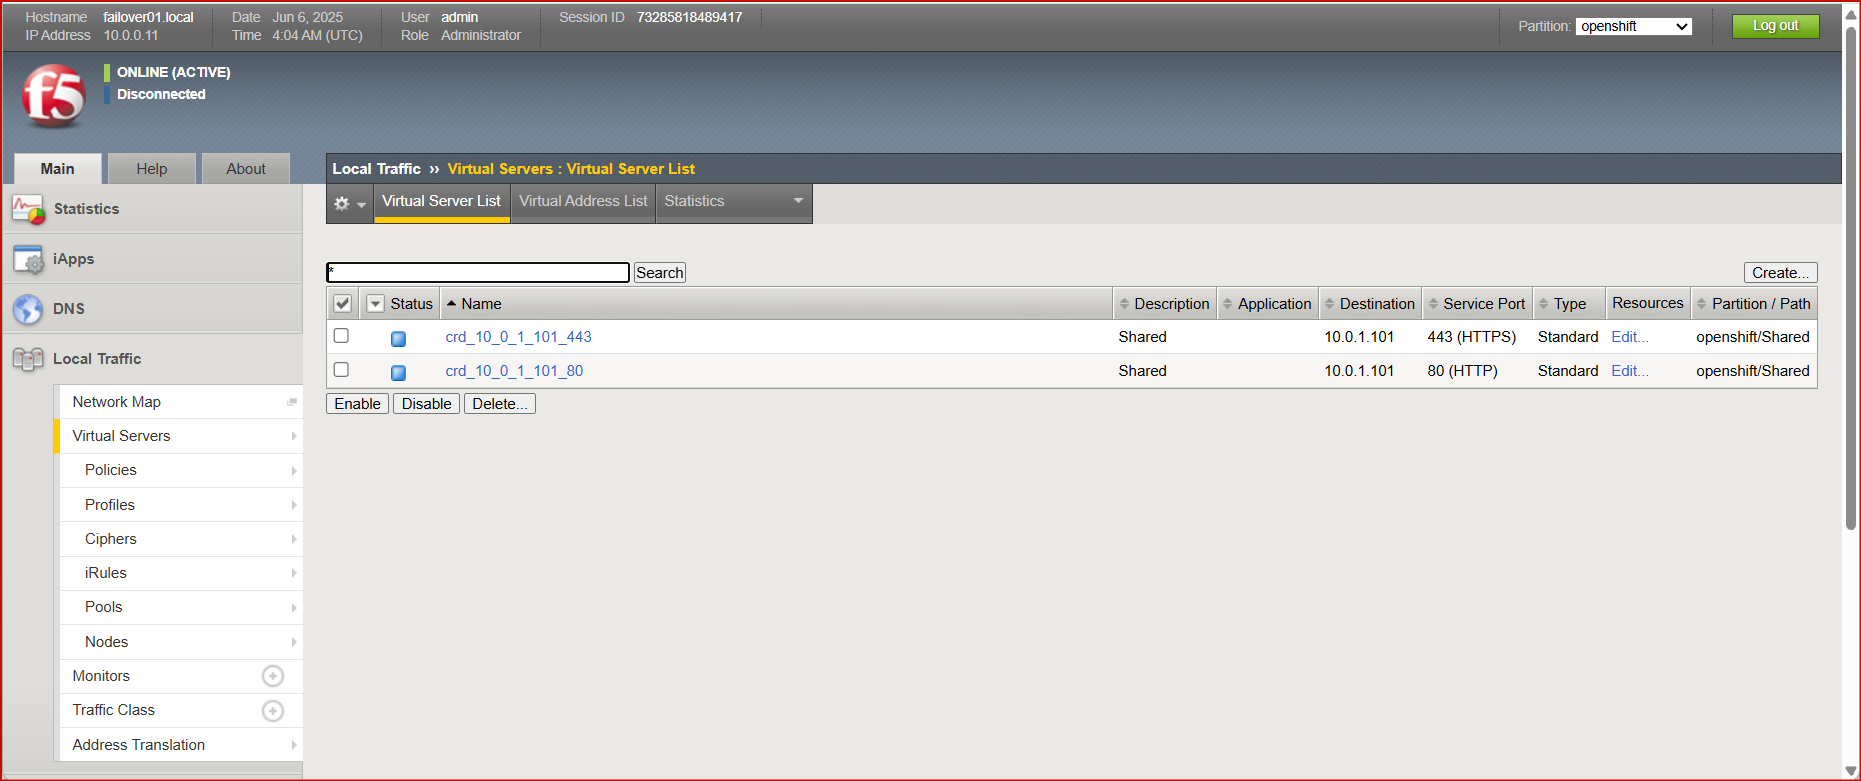 Hostname failover01.local Date Jun 6, 2025 User admin Session ID 73285818489417 Partition: openshift Log out
IP Address 10.0.0.11 Time 4:04 AM (UTC) Role Administrator
f5
ONLINE (ACTIVE)
Disconnected
Main Help About
Local Traffic ›› Virtual Servers : Virtual Server List
Virtual Server List Virtual Address List Statistics
Statistics
iApps
DNS
Local Traffic
Network Map
Virtual Servers
Policies
Profiles
Ciphers
iRules
Pools
Nodes
Monitors
Traffic Class
Address Translation
* Search Create...
Status Name Description Application Destination Service Port Type Resources Partition / Path
crd_10_0_1_101_443 Shared 10.0.1.101 443 (HTTPS) Standard Edit... openshift/Shared
crd_10_0_1_101_80 Shared 10.0.1.101 80 (HTTP) Standard Edit... openshift/Shared
Enable Disable Delete...